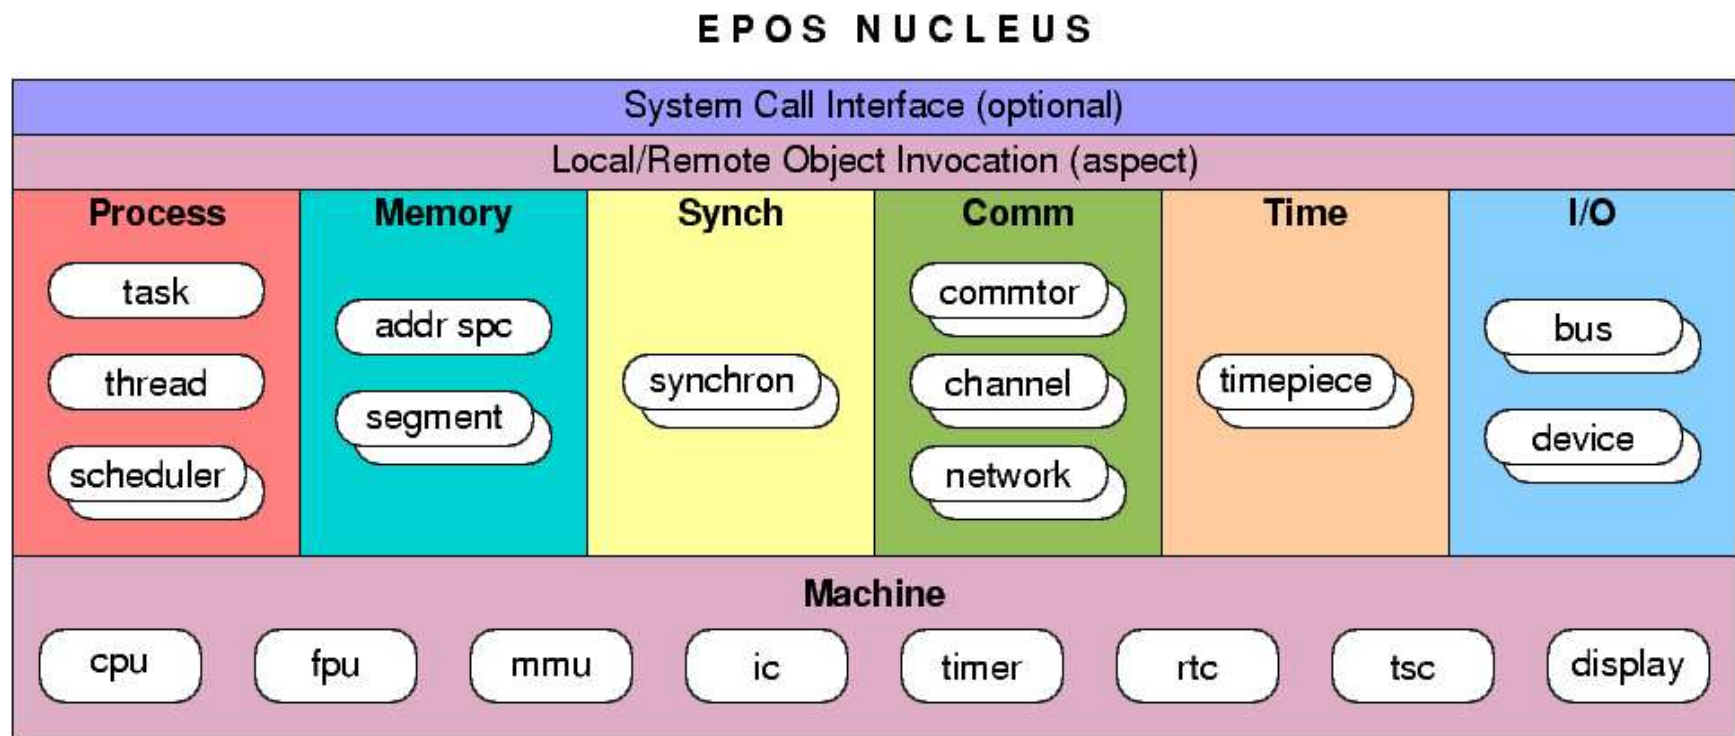 EPOS NUCLEUS
System Call Interface (optional)
Local/Remote Object Invocation (aspect)
Process
task
thread
scheduler
Memory
addr spc
segment
Synch
synchron
Comm
commtor
channel
network
Time
timepiece
I/O
bus
device
Machine
cpu
fpu
mmu
ic
timer
rtc
tsc
display